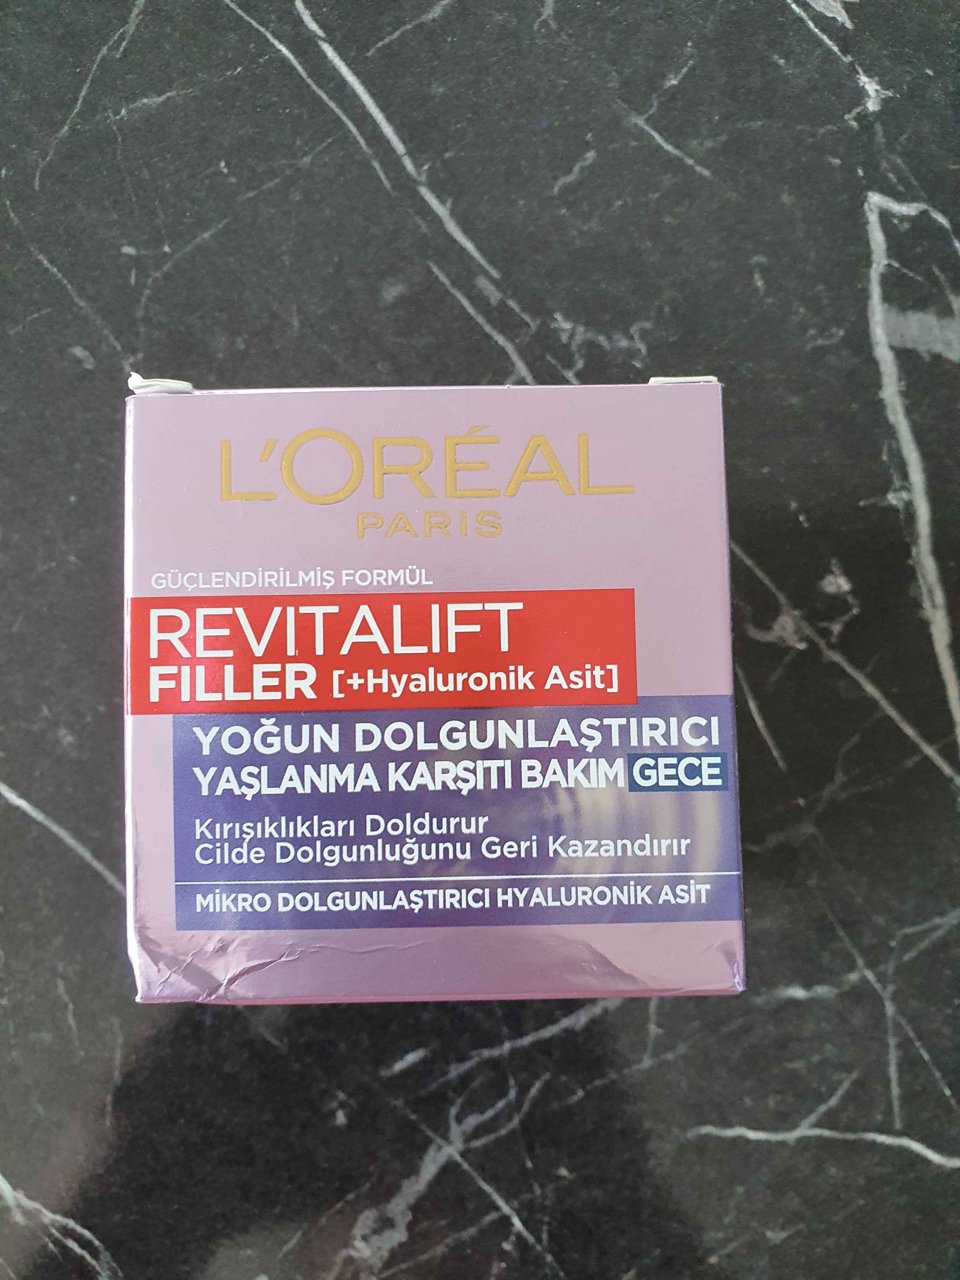 L'ORÉAL
PARIS
GÜÇLENDİRİLMİŞ FORMÜL
REVITALIFT
FILLER [+Hyaluronik Asit]
YOĞUN DOLGUNLAŞTIRICI
YAŞLANMA KARŞITI BAKIM GECE
Kırışıklıkları Doldurur
Cilde Dolgunluğunu Geri Kazandırır
MİKRO DOLGUNLAŞTIRICI HYALURONİK ASİT